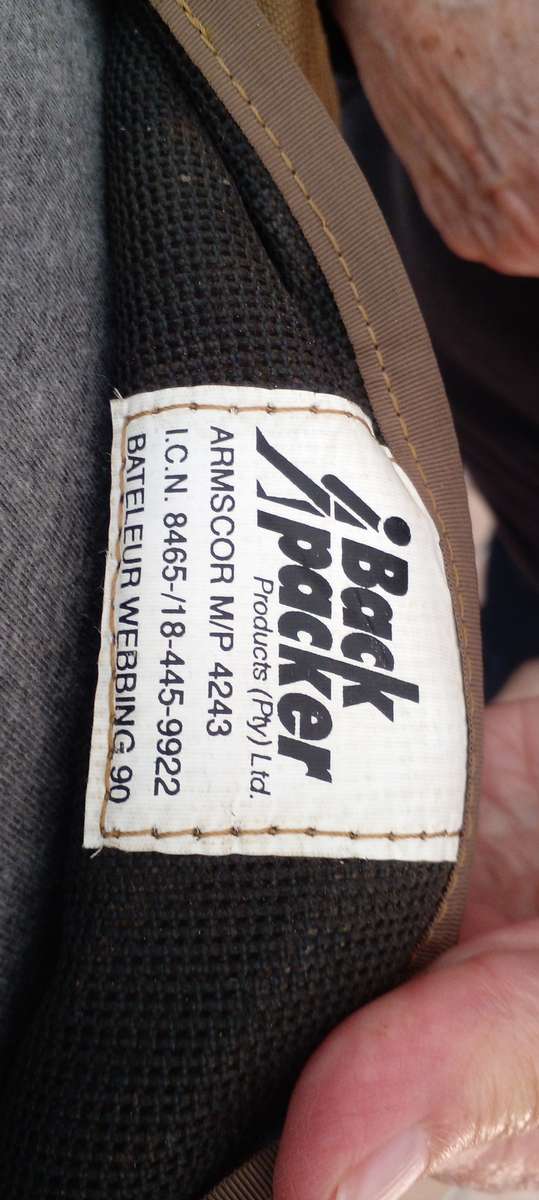 Back
packer
Products (Pty) Ltd.
ARMSCOR M/P 4243
I.C.N. 8465-/18-445-9922
BATELEUR WEBBING 90